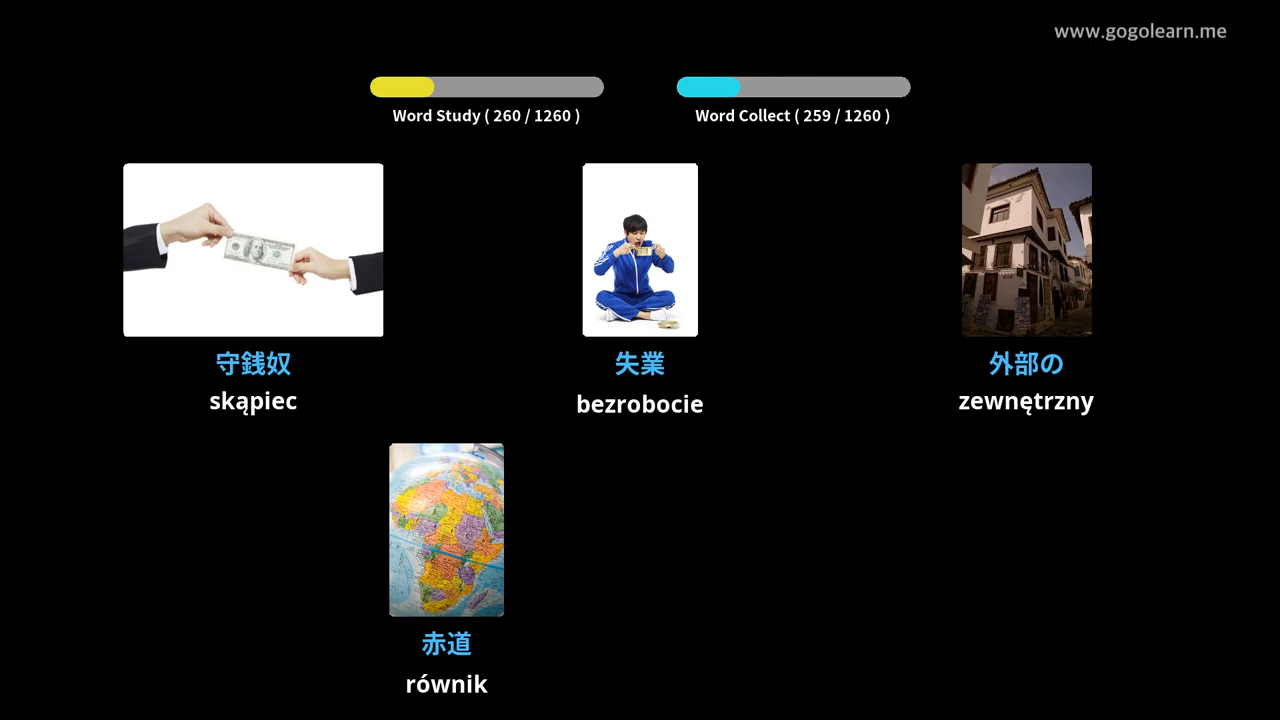 www.gogolearn.me
Word Study ( 260 / 1260 )
Word Collect ( 259 / 1260 )
守銭奴
skąpiec
失業
bezrobocie
外部の
zewnętrzny
赤道
równik